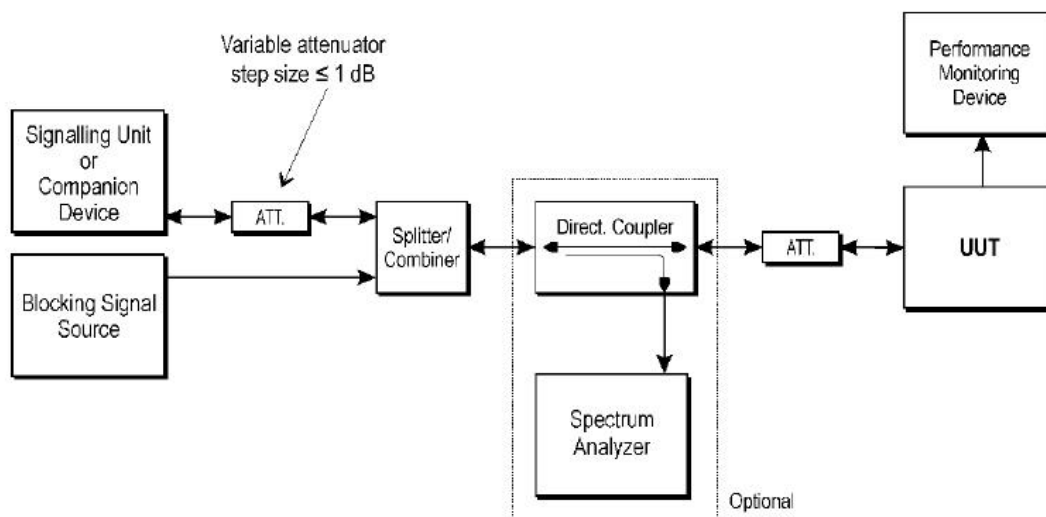 Variable attenuator
step size ≤ 1 dB
Performance
Monitoring
Device
Signalling Unit
or
Companion
Device
ATT.
Splitter/
Combiner
Direct. Coupler
ATT.
UUT
Blocking Signal
Source
Spectrum
Analyzer
Optional